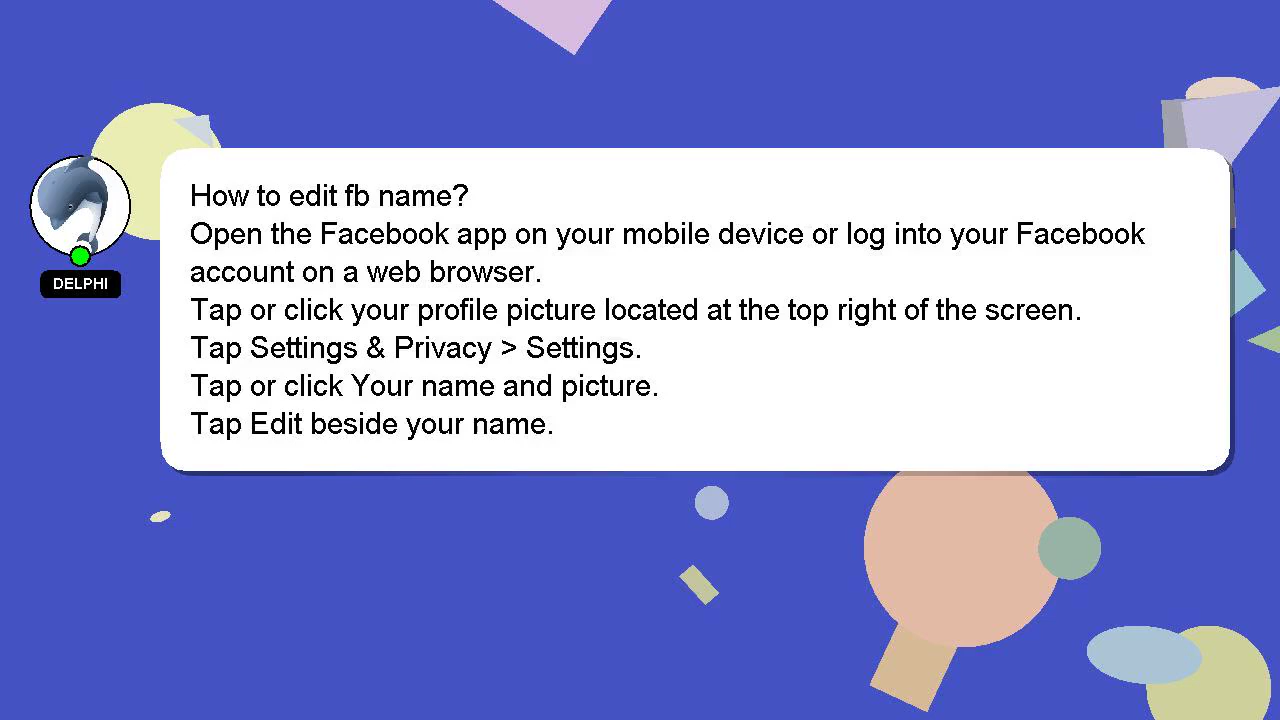 How to edit fb name?
Open the Facebook app on your mobile device or log into your Facebook
account on a web browser.
Tap or click your profile picture located at the top right of the screen.
Tap Settings & Privacy > Settings.
Tap or click Your name and picture.
Tap Edit beside your name.
DELPHI